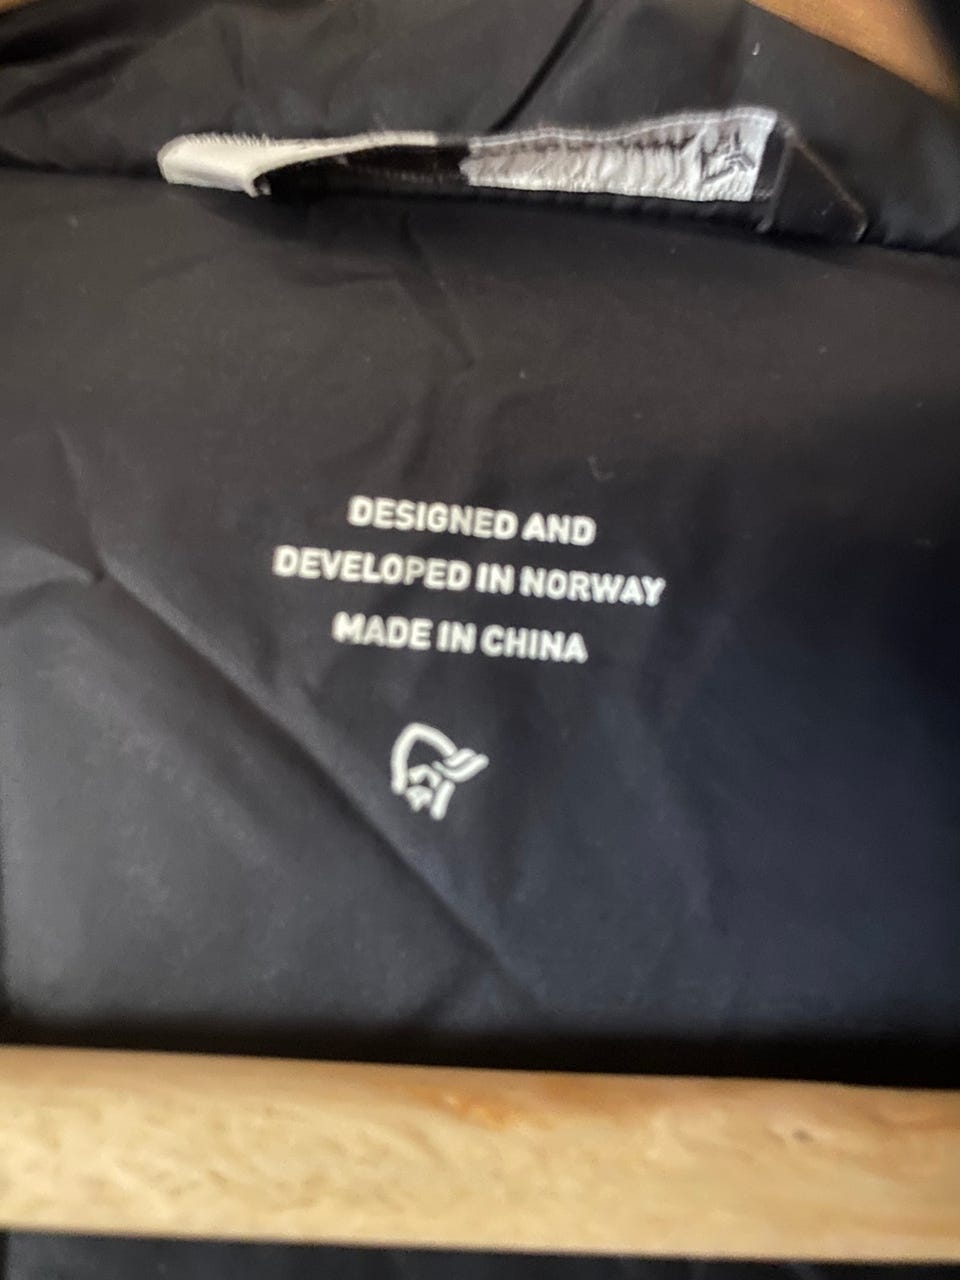 DESIGNED AND
DEVELOPED IN NORWAY
MADE IN CHINA